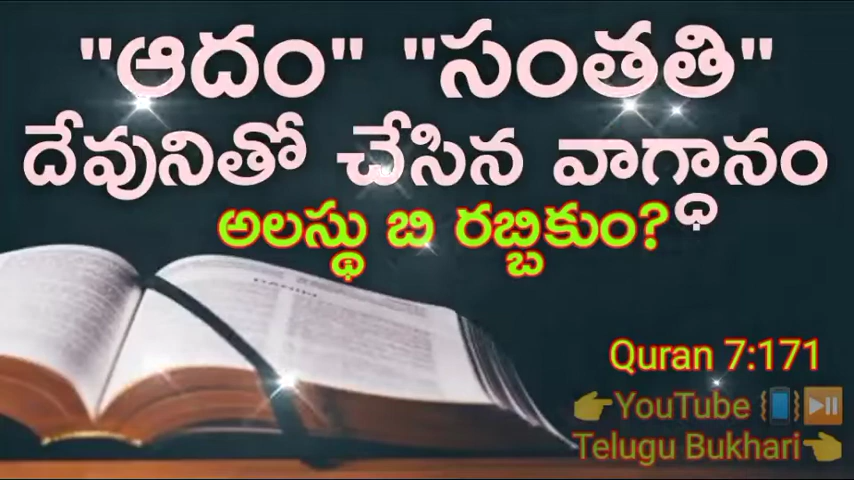 "ఆదం" "సంతతి"
దేవునితో చేసిన వాగ్ధానం
అలస్థు బి రబ్బికుం?
Quran 7:171
👉YouTube 📳⏯
Telugu Bukhari👈